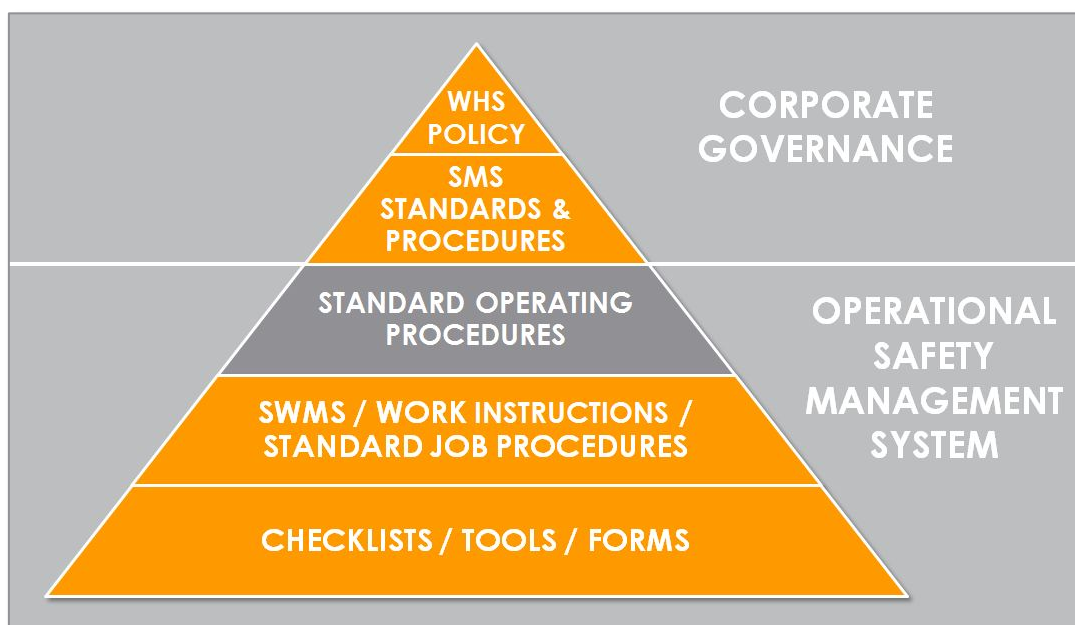 WHS
POLICY
CORPORATE
GOVERNANCE
SMS
STANDARDS &
PROCEDURES
STANDARD OPERATING
PROCEDURES
OPERATIONAL
SAFETY
MANAGEMENT
SYSTEM
SWMS / WORK INSTRUCTIONS /
STANDARD JOB PROCEDURES
CHECKLISTS / TOOLS / FORMS